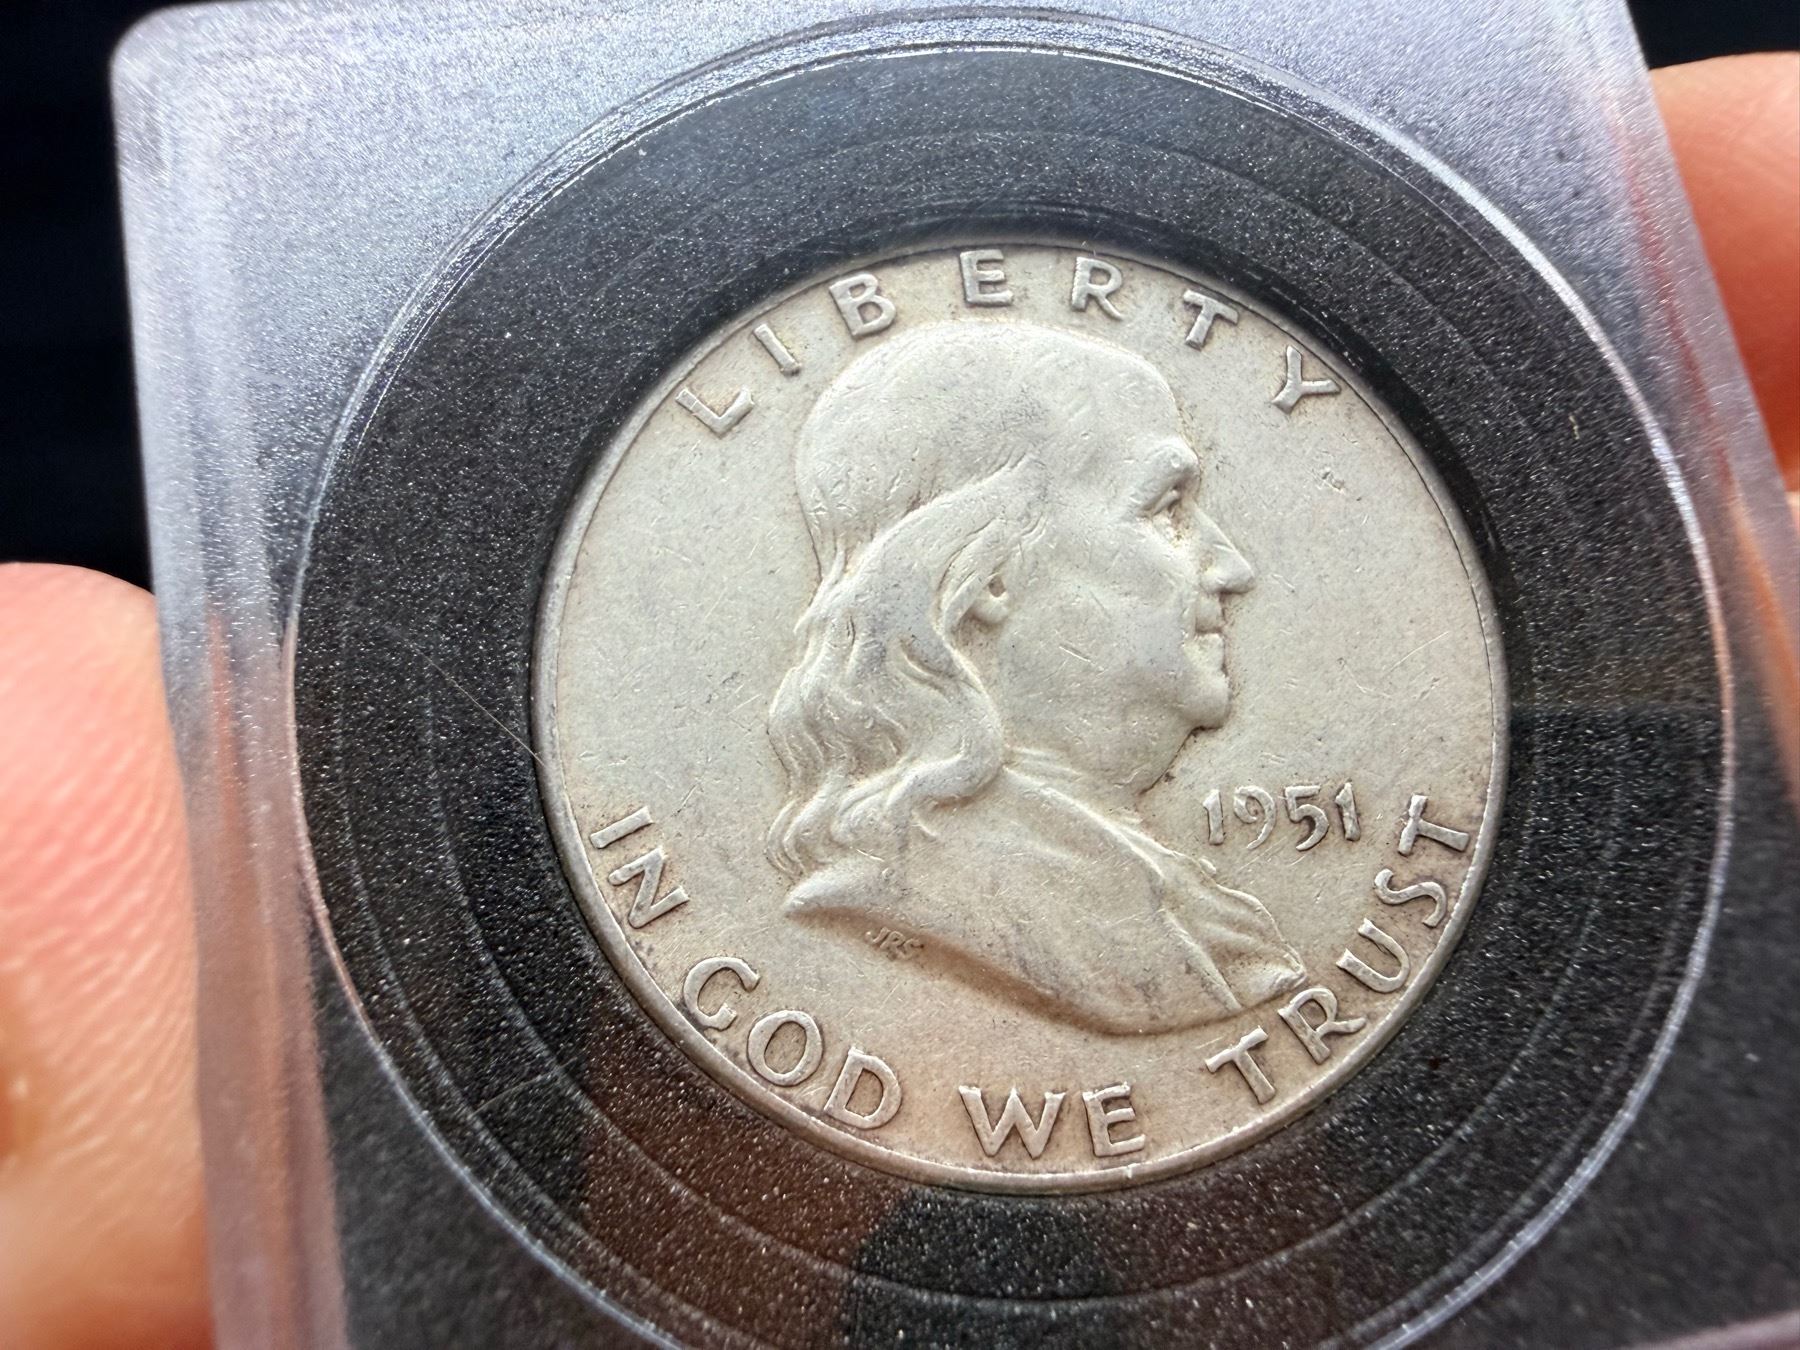 LIBERTY
1951
JRS
IN GOD WE TRUST